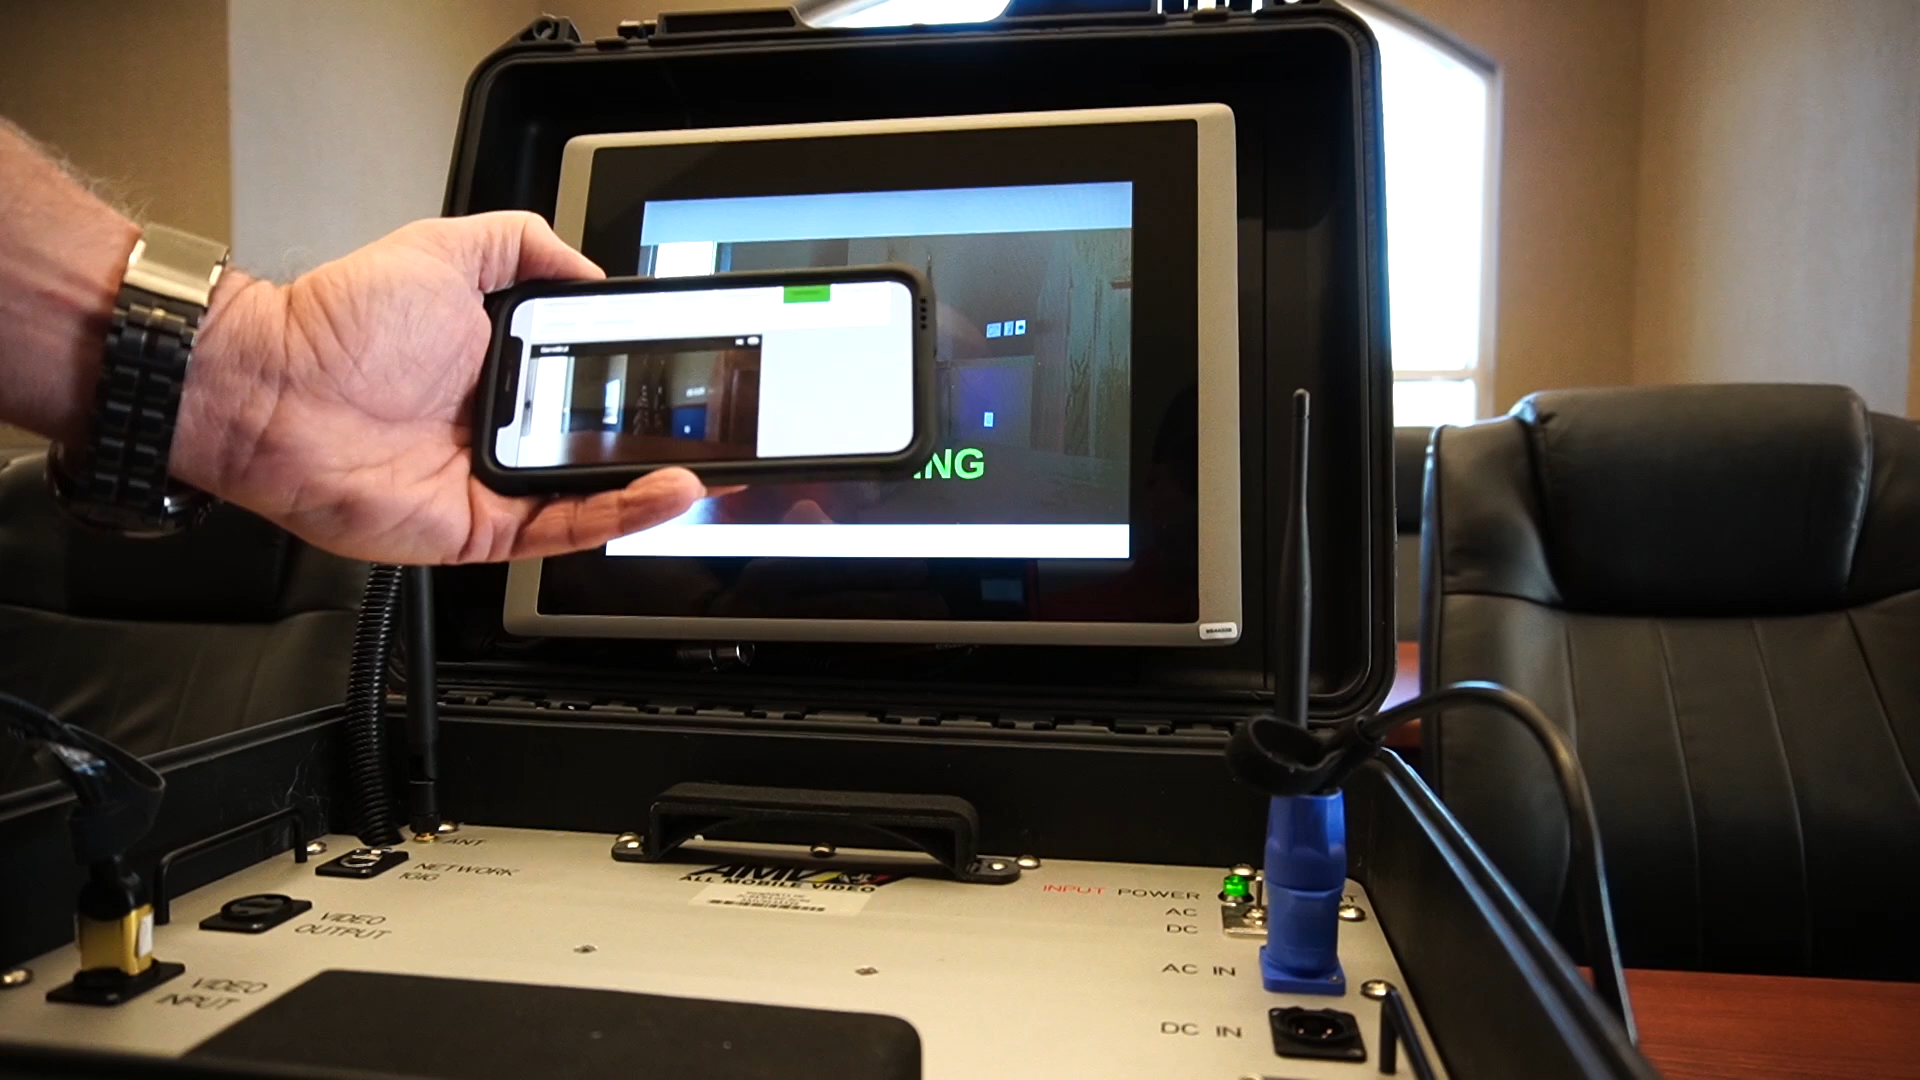 ING
ANT
NETWORK
1GIG
VIDEO
OUTPUT
VIDEO
INPUT
AMV
ALL MOBILE VIDEO
INPUT POWER
AC
DC
AC IN
DC IN